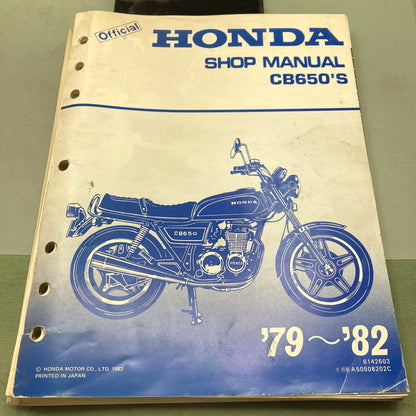 Official
HONDA
SHOP MANUAL
CB650'S
HONDA
CB650
HONDA
'79~'82
6142603
A50508202C
© HONDA MOTOR CO., LTD. 1982
PRINTED IN JAPAN